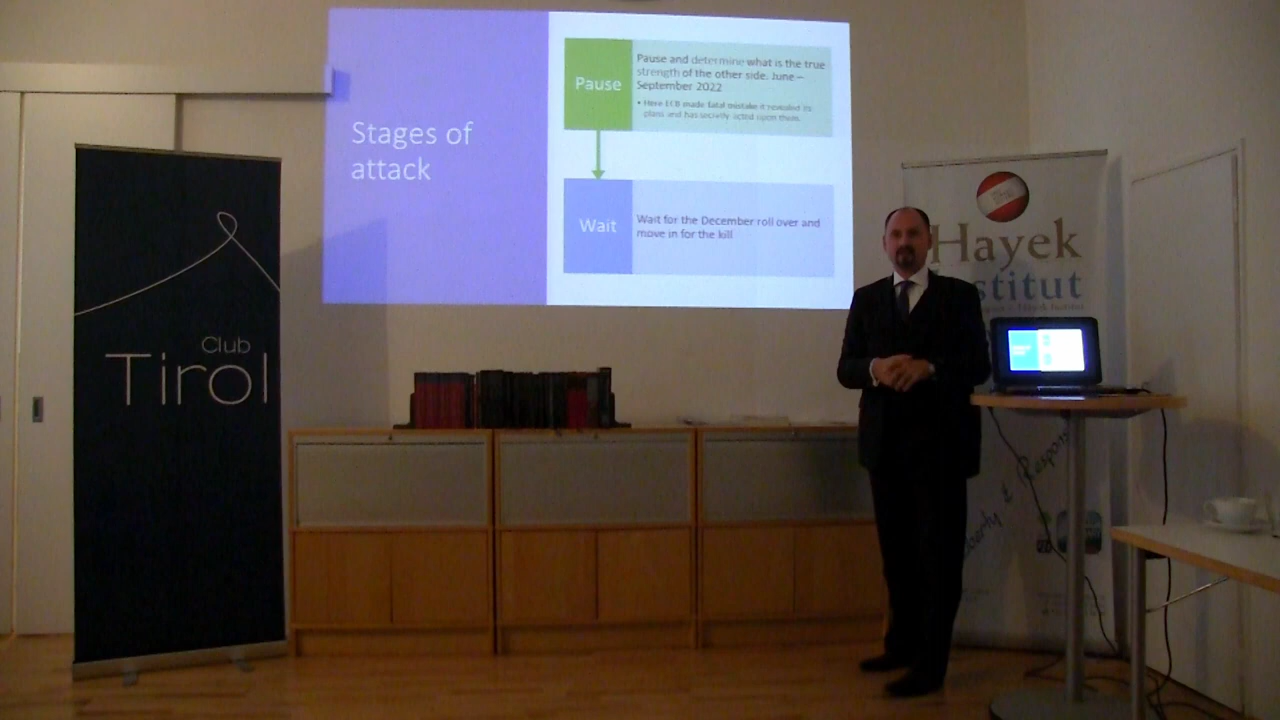 Stages of
attack
Pause
Pause and determine what is the true
strength of the other side. June –
September 2022
• Here ECB made fatal mistake it revealed its
plans and has secretly acted upon them.
Wait
Wait for the December roll over and
move in for the kill
Club
Tirol
Hayek
stitut